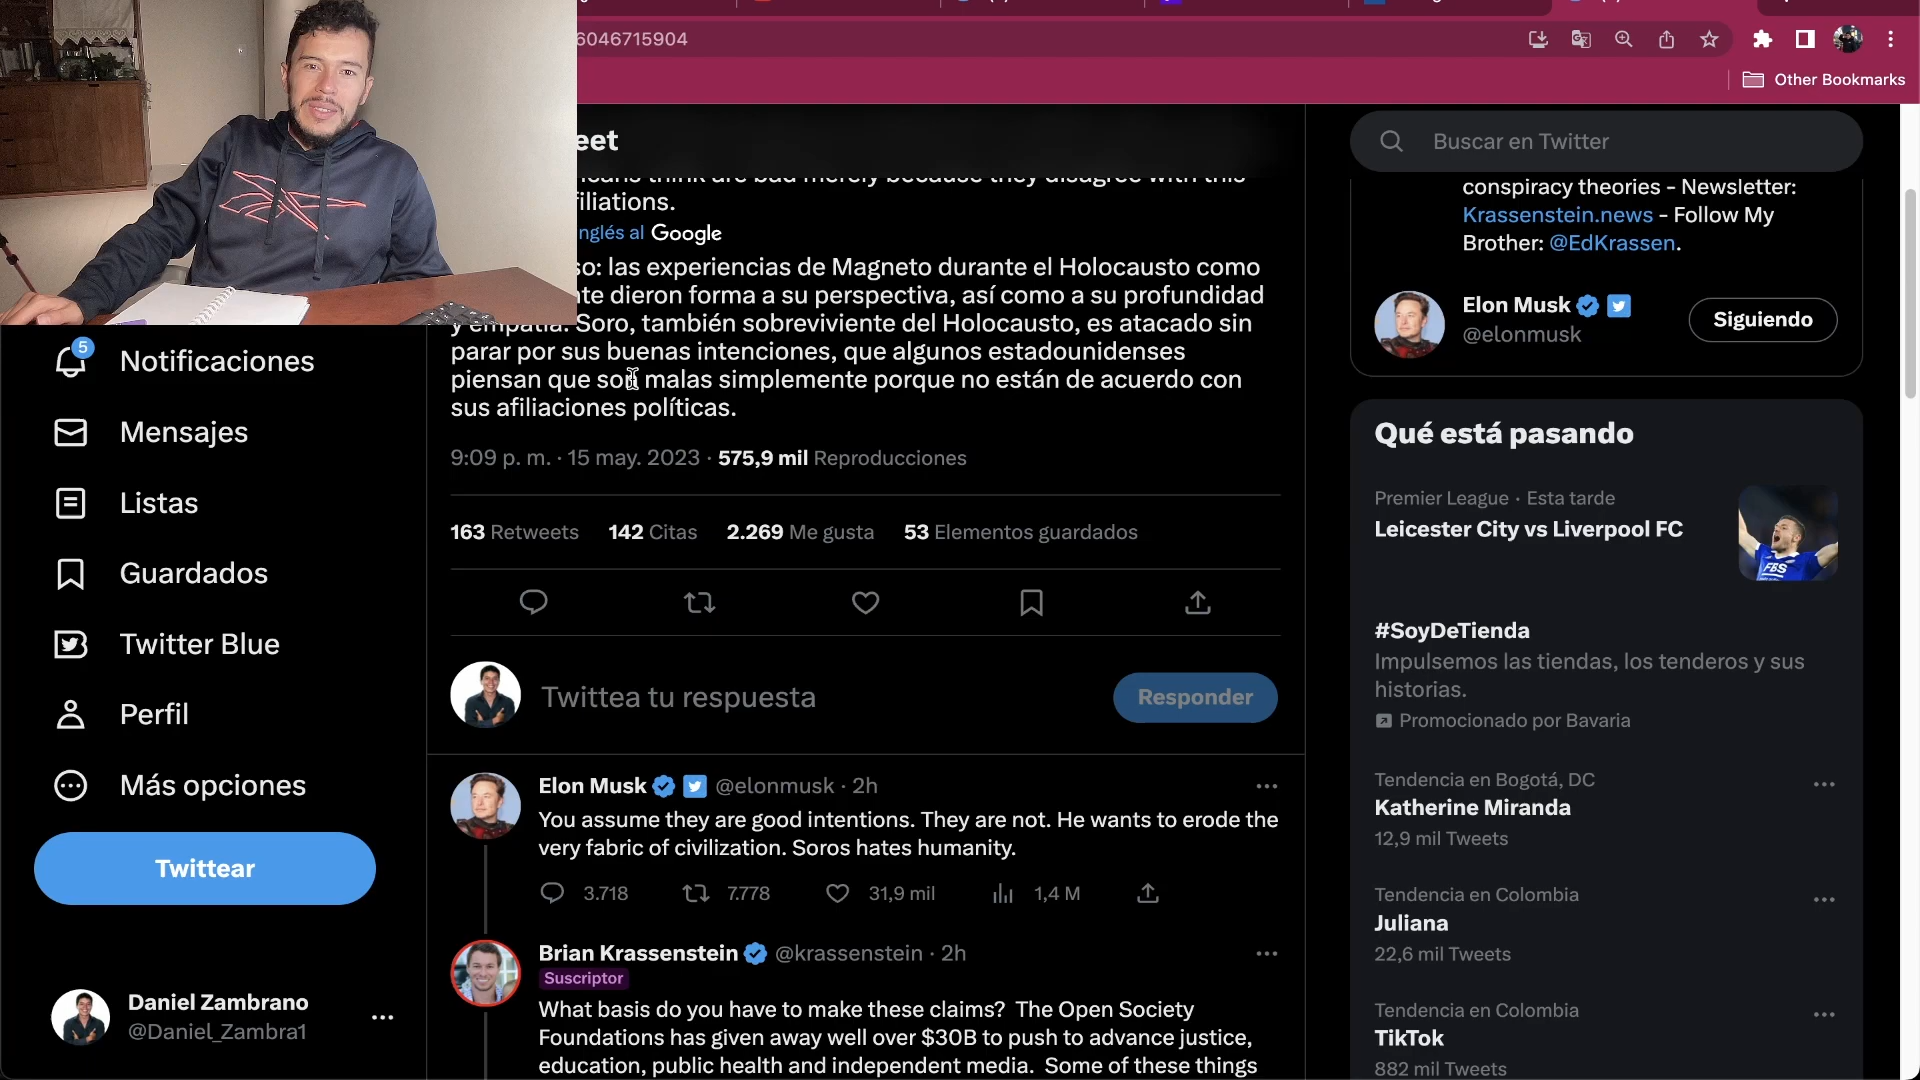 6046715904
Other Bookmarks
eet
Buscar en Twitter
icans think are bad merely because they disagree with this
filiations.
nglés al Google
so: las experiencias de Magneto durante el Holocausto como
te dieron forma a su perspectiva, así como a su profundidad
y empatía. Soro, también sobreviviente del Holocausto, es atacado sin
parar por sus buenas intenciones, que algunos estadounidenses
piensan que son malas simplemente porque no están de acuerdo con
sus afiliaciones políticas.
9:09 p. m. · 15 may. 2023 · 575,9 mil Reproducciones
163 Retweets 142 Citas 2.269 Me gusta 53 Elementos guardados
Twittea tu respuesta
Responder
Elon Musk @elonmusk · 2h
You assume they are good intentions. They are not. He wants to erode the
very fabric of civilization. Soros hates humanity.
3.718 7.778 31,9 mil 1,4 M
Brian Krassenstein @krassenstein · 2h
Suscriptor
What basis do you have to make these claims? The Open Society
Foundations has given away well over $30B to push to advance justice,
education, public health and independent media. Some of these things
5
Notificaciones
Mensajes
Listas
Guardados
Twitter Blue
Perfil
Más opciones
Twittear
Daniel Zambrano
@Daniel_Zambra1
conspiracy theories - Newsletter:
Krassenstein.news - Follow My
Brother: @EdKrassen.
Elon Musk
@elonmusk
Siguiendo
Qué está pasando
Premier League · Esta tarde
Leicester City vs Liverpool FC
FBS
#SoyDeTienda
Impulsemos las tiendas, los tenderos y sus
historias.
Promocionado por Bavaria
Tendencia en Bogotá, DC
Katherine Miranda
12,9 mil Tweets
Tendencia en Colombia
Juliana
22,6 mil Tweets
Tendencia en Colombia
TikTok
882 mil Tweets